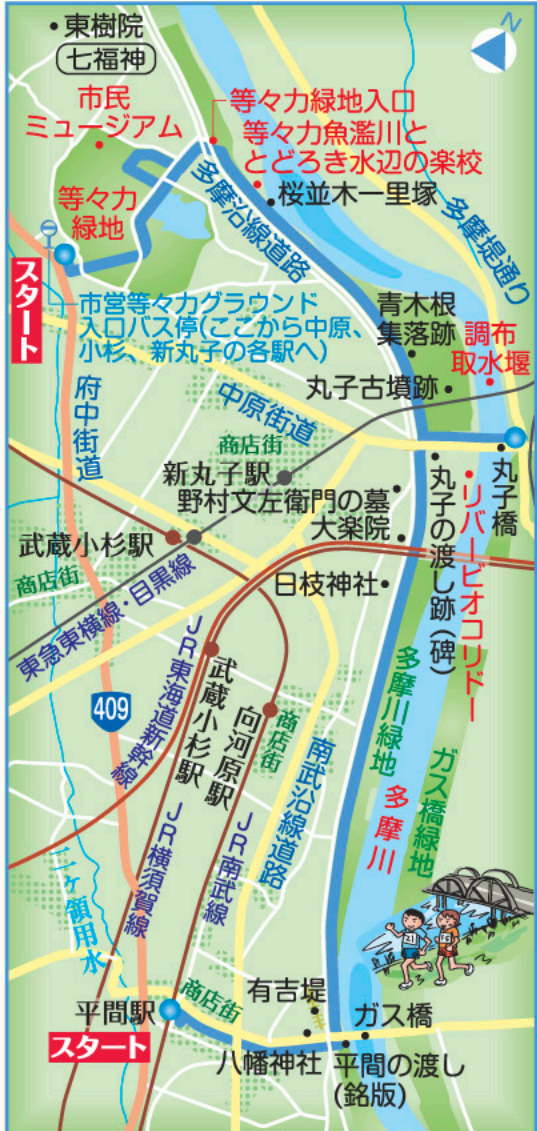 N
・東樹院
七福神
市民
ミュージアム
等々力緑地入口
等々力魚濫川と
とどろき水辺の楽校
桜並木一里塚
多摩沿線道路
多摩堤通り
等々力
緑地
スタート
市営等々力グラウンド
入口バス停(ここから中原、
小杉、新丸子の各駅へ)
青木根
集落跡
調布
取水堰
丸子古墳跡
府中街道
中原街道
商店街
新丸子駅
野村文左衛門の墓
大楽院
丸子橋
丸子の渡し跡(碑)
リバービオコリドー
武蔵小杉駅
商店街
日枝神社
東急東横線・目黒線
JR東海道新幹線
409
武蔵小杉駅
向河原駅
商店街
南武沿線道路
多摩川緑地
多摩川
ガス橋緑地
JR横須賀線
JR南武線
二ヶ領用水
平間駅
商店街
スタート
有吉堤
八幡神社
ガス橋
平間の渡し
(銘版)